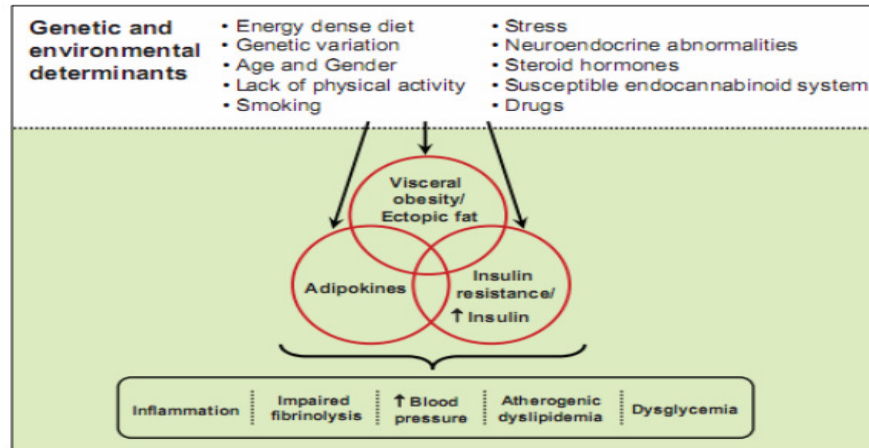 Genetic and
environmental
determinants
• Energy dense diet
• Genetic variation
• Age and Gender
• Lack of physical activity
• Smoking
• Stress
• Neuroendocrine abnormalities
• Steroid hormones
• Susceptible endocannabinoid system
• Drugs
Visceral
obesity/
Ectopic fat
Adipokines
Insulin
resistance/
↑ Insulin
Inflammation
Impaired
fibrinolysis
↑ Blood
pressure
Atherogenic
dyslipidemia
Dysglycemia